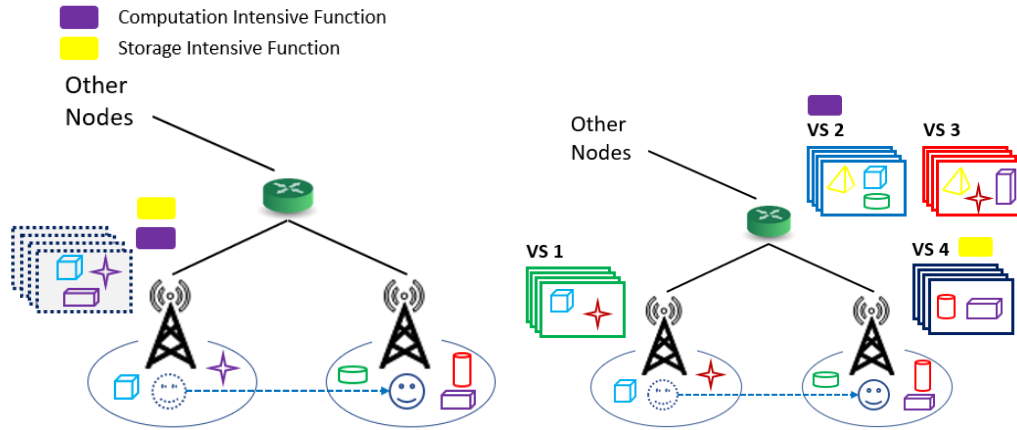 Computation Intensive Function
Storage Intensive Function
Other
Nodes
Other
Nodes
VS 2
VS 3
VS 1
VS 4